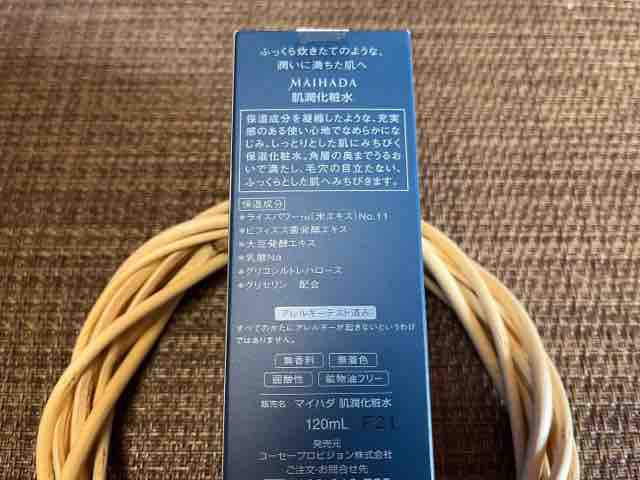 ふっくら炊きたてのような、
潤いに満ちた肌へ
MAIHADA
肌潤化粧水
保湿成分を凝縮したような、充実
感のある使い心地でなめらかにな
じみ、しっとりとした肌にみちびく
保湿化粧水。角層の奥までうるお
いで満たし、毛穴の目立たない、
ふっくらとした肌へみちびきます。
保湿成分
*ライスパワーTM(米エキス)No.11
*ビフィズス菌発酵エキス
*大豆発酵エキス
*乳酸Na
*グリコシルトレハロース
*グリセリン 配合
アレルギーテスト済み
すべてのかたにアレルギーが起きないというわけ
ではありません。
無香料 無着色
弱酸性 鉱物油フリー
販売名 マイハダ 肌潤化粧水
120mL F21
発売元
コーセープロビジョン株式会社
ご注文・お問合せ先